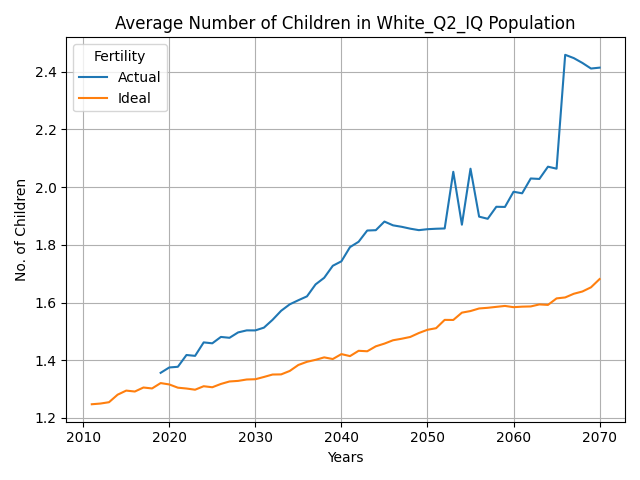 Average Number of Children in White_Q2_IQ Population
Fertility
Actual
Ideal
No. of Children
2.4
2.2
2.0
1.8
1.6
1.4
1.2
2010 2020 2030 2040 2050 2060 2070
Years